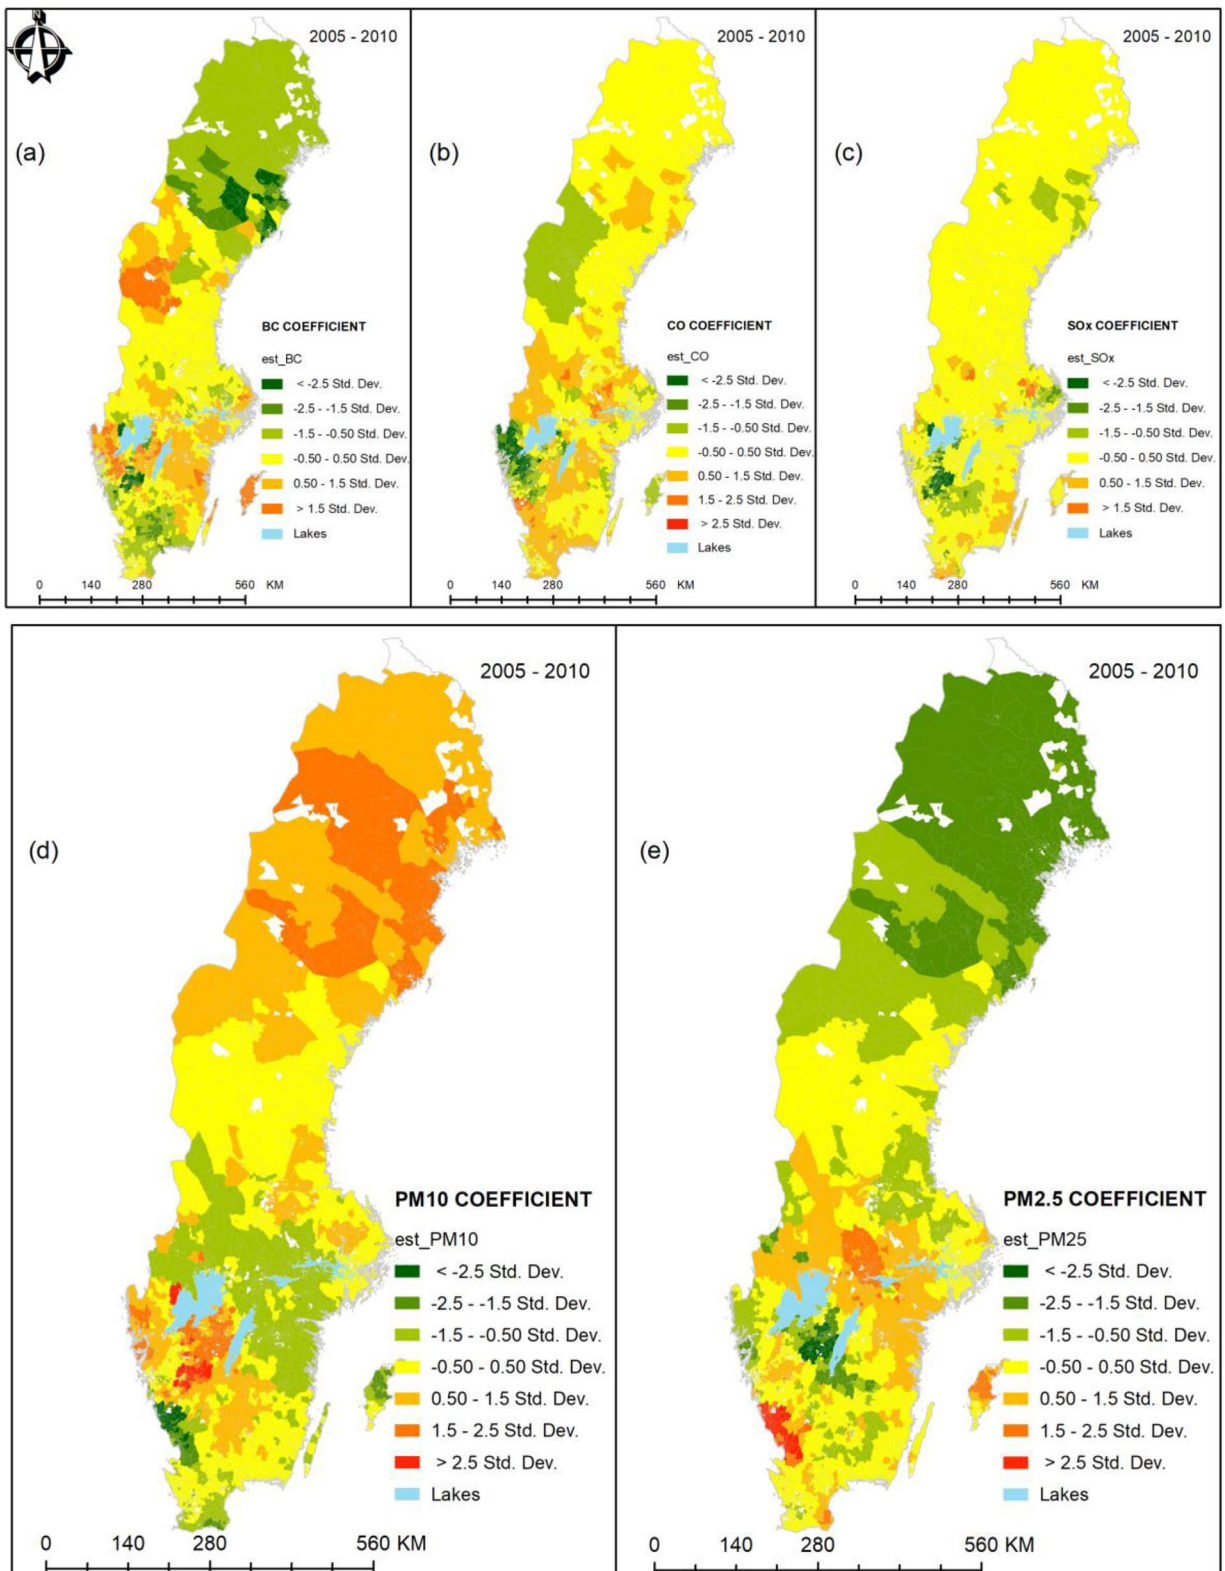 N
2005 - 2010
(a)
BC COEFFICIENT
est_BC
< -2.5 Std. Dev.
-2.5 - -1.5 Std. Dev.
-1.5 - -0.50 Std. Dev.
-0.50 - 0.50 Std. Dev.
0.50 - 1.5 Std. Dev.
> 1.5 Std. Dev.
Lakes
0 140 280 560 KM
2005 - 2010
(b)
CO COEFFICIENT
est_CO
< -2.5 Std. Dev.
-2.5 - -1.5 Std. Dev.
-1.5 - -0.50 Std. Dev.
-0.50 - 0.50 Std. Dev.
0.50 - 1.5 Std. Dev.
1.5 - 2.5 Std. Dev.
> 2.5 Std. Dev.
Lakes
0 140 280 560 KM
2005 - 2010
(c)
SOx COEFFICIENT
est_SOx
< -2.5 Std. Dev.
-2.5 - -1.5 Std. Dev.
-1.5 - -0.50 Std. Dev.
-0.50 - 0.50 Std. Dev.
0.50 - 1.5 Std. Dev.
> 1.5 Std. Dev.
Lakes
0 140 280 560 KM
2005 - 2010
(d)
PM10 COEFFICIENT
est_PM10
< -2.5 Std. Dev.
-2.5 - -1.5 Std. Dev.
-1.5 - -0.50 Std. Dev.
-0.50 - 0.50 Std. Dev.
0.50 - 1.5 Std. Dev.
1.5 - 2.5 Std. Dev.
> 2.5 Std. Dev.
Lakes
0 140 280 560 KM
2005 - 2010
(e)
PM2.5 COEFFICIENT
est_PM25
< -2.5 Std. Dev.
-2.5 - -1.5 Std. Dev.
-1.5 - -0.50 Std. Dev.
-0.50 - 0.50 Std. Dev.
0.50 - 1.5 Std. Dev.
1.5 - 2.5 Std. Dev.
> 2.5 Std. Dev.
Lakes
0 140 280 560 KM